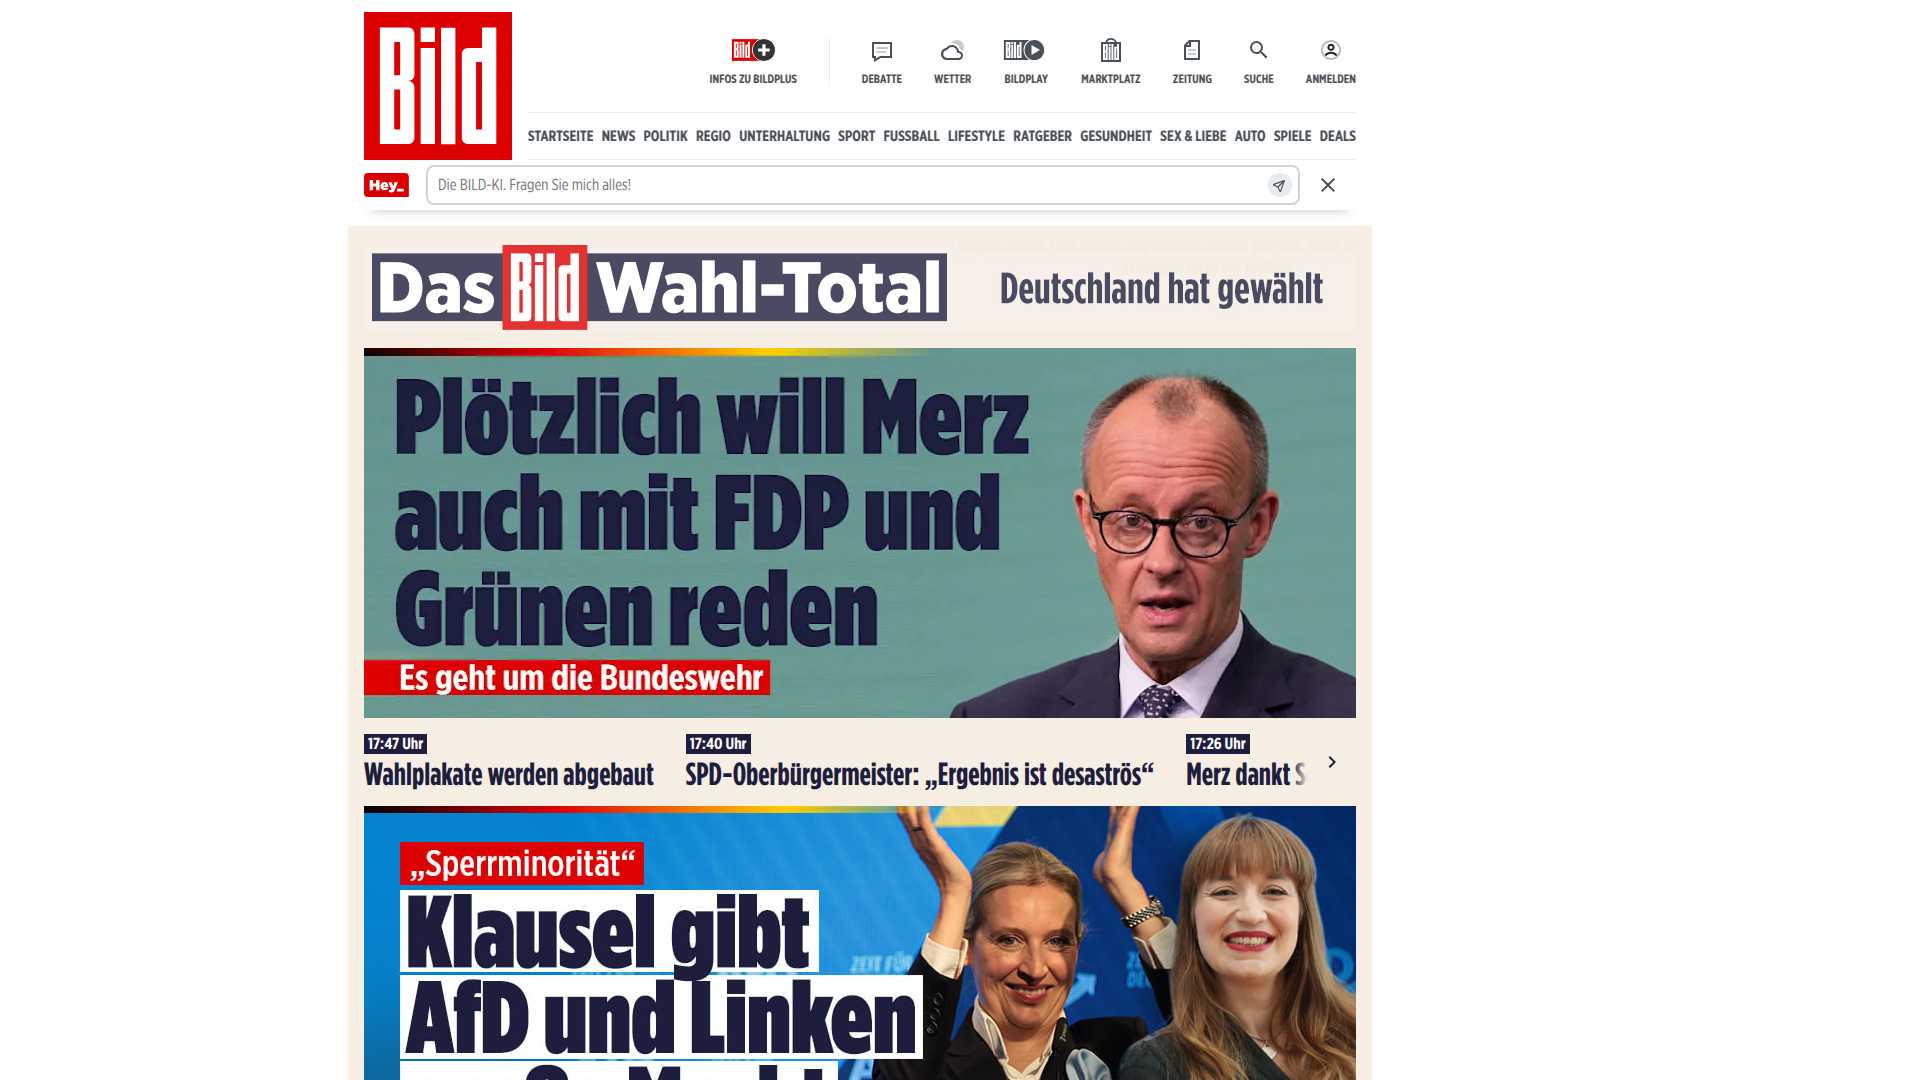 Bild
INFOS ZU BILDPLUS
DEBATTE
WETTER
BILDPLAY
MARKTPLATZ
ZEITUNG
SUCHE
ANMELDEN
STARTSEITE NEWS POLITIK REGIO UNTERHALTUNG SPORT FUSSBALL LIFESTYLE RATGEBER GESUNDHEIT SEX & LIEBE AUTO SPIELE DEALS
Hey_
Die BILD-KI. Fragen Sie mich alles!
Das Bild Wahl-Total
Deutschland hat gewählt
Plötzlich will Merz
auch mit FDP und
Grünen reden
Es geht um die Bundeswehr
17:47 Uhr
Wahlplakate werden abgebaut
17:40 Uhr
SPD-Oberbürgermeister: „Ergebnis ist desaströs“
17:26 Uhr
Merz dankt S
„Sperrminorität“
Klausel gibt
AfD und Linken
ZEIT FÜR